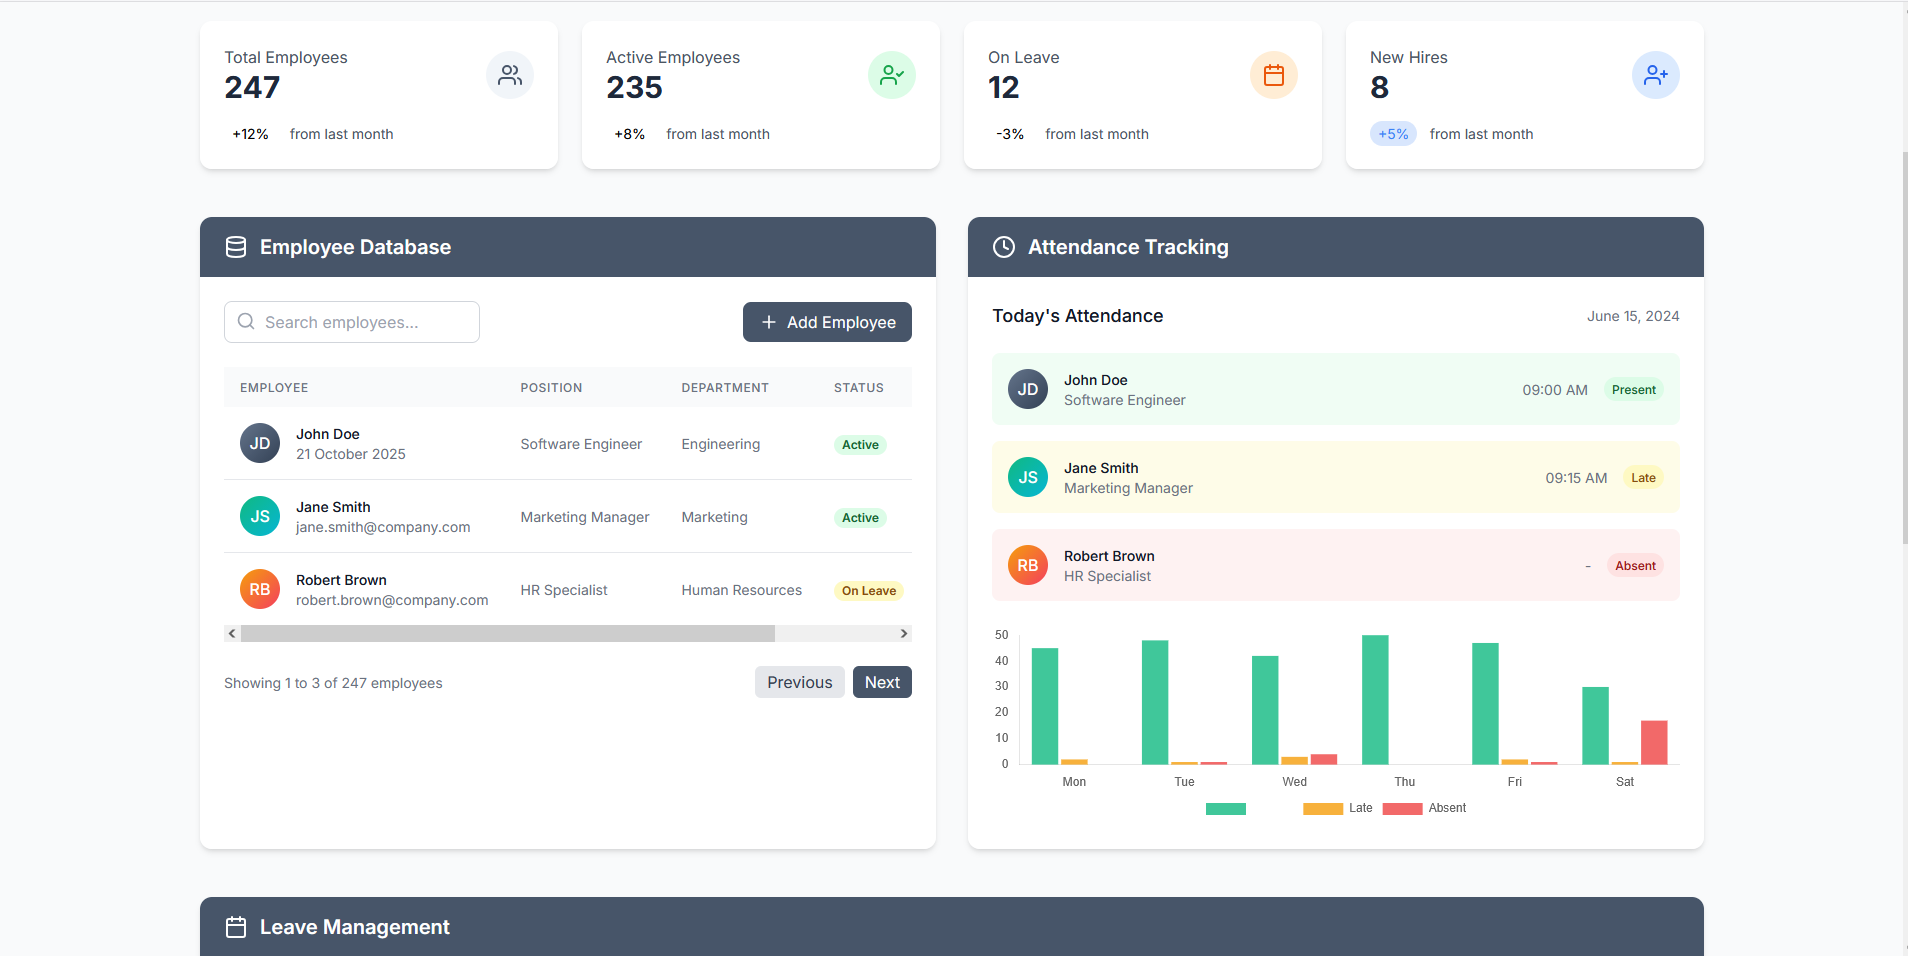 Total Employees
247
+12% from last month
Active Employees
235
+8% from last month
On Leave
12
-3% from last month
New Hires
8
+5% from last month
Employee Database
Search employees...
Add Employee
EMPLOYEE POSITION DEPARTMENT STATUS
JD
John Doe
21 October 2025
Software Engineer Engineering Active
JS
Jane Smith
jane.smith@company.com
Marketing Manager Marketing Active
RB
Robert Brown
robert.brown@company.com
HR Specialist Human Resources On Leave
Showing 1 to 3 of 247 employees
Previous Next
Attendance Tracking
Today's Attendance June 15, 2024
JD
John Doe
Software Engineer
09:00 AM Present
JS
Jane Smith
Marketing Manager
09:15 AM Late
RB
Robert Brown
HR Specialist
- Absent
50
40
30
20
10
0
Mon Tue Wed Thu Fri Sat
Late Absent
Leave Management